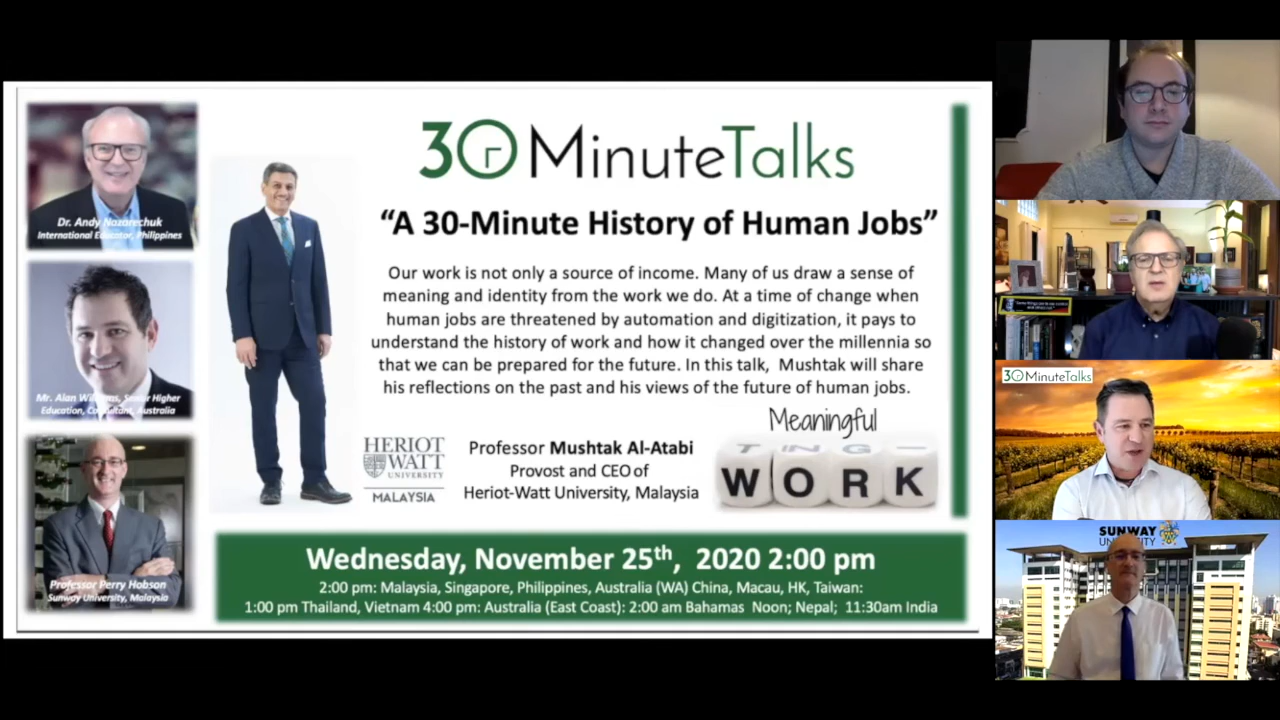 30 MinuteTalks
"A 30-Minute History of Human Jobs"
Our work is not only a source of income. Many of us draw a sense of
meaning and identity from the work we do. At a time of change when
human jobs are threatened by automation and digitization, it pays to
understand the history of work and how it changed over the millennia so
that we can be prepared for the future. In this talk, Mushtak will share
his reflections on the past and his views of the future of human jobs.
Dr. Andy Nazarechuk
International Educator, Philippines
Mr. Alan Williams, Senior Higher
Education, Consultant, Australia
Professor Perry Hobson
Sunway University, Malaysia
HERIOT
WATT
UNIVERSITY
MALAYSIA
Professor Mushtak Al-Atabi
Provost and CEO of
Heriot-Watt University, Malaysia
Meaningful
TING
WORK
Wednesday, November 25th, 2020 2:00 pm
2:00 pm: Malaysia, Singapore, Philippines, Australia (WA) China, Macau, HK, Taiwan:
1:00 pm Thailand, Vietnam 4:00 pm: Australia (East Coast): 2:00 am Bahamas Noon; Nepal; 11:30am India
30 MinuteTalks
SUNWAY
UNIVERSITY